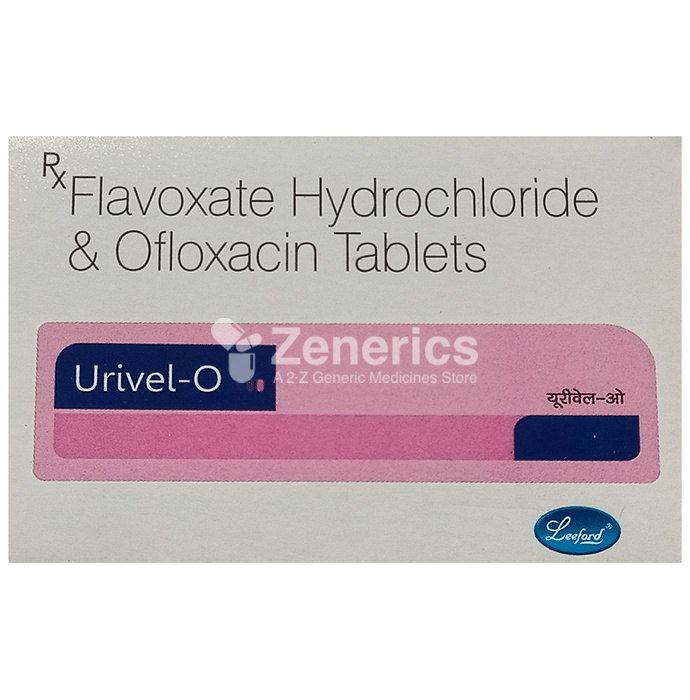 Rx Flavoxate Hydrochloride
& Ofloxacin Tablets
Zenerics
A 2-Z Generic Medicines Store
Urivel-O
यूरीवेल-ओ
Leeford®